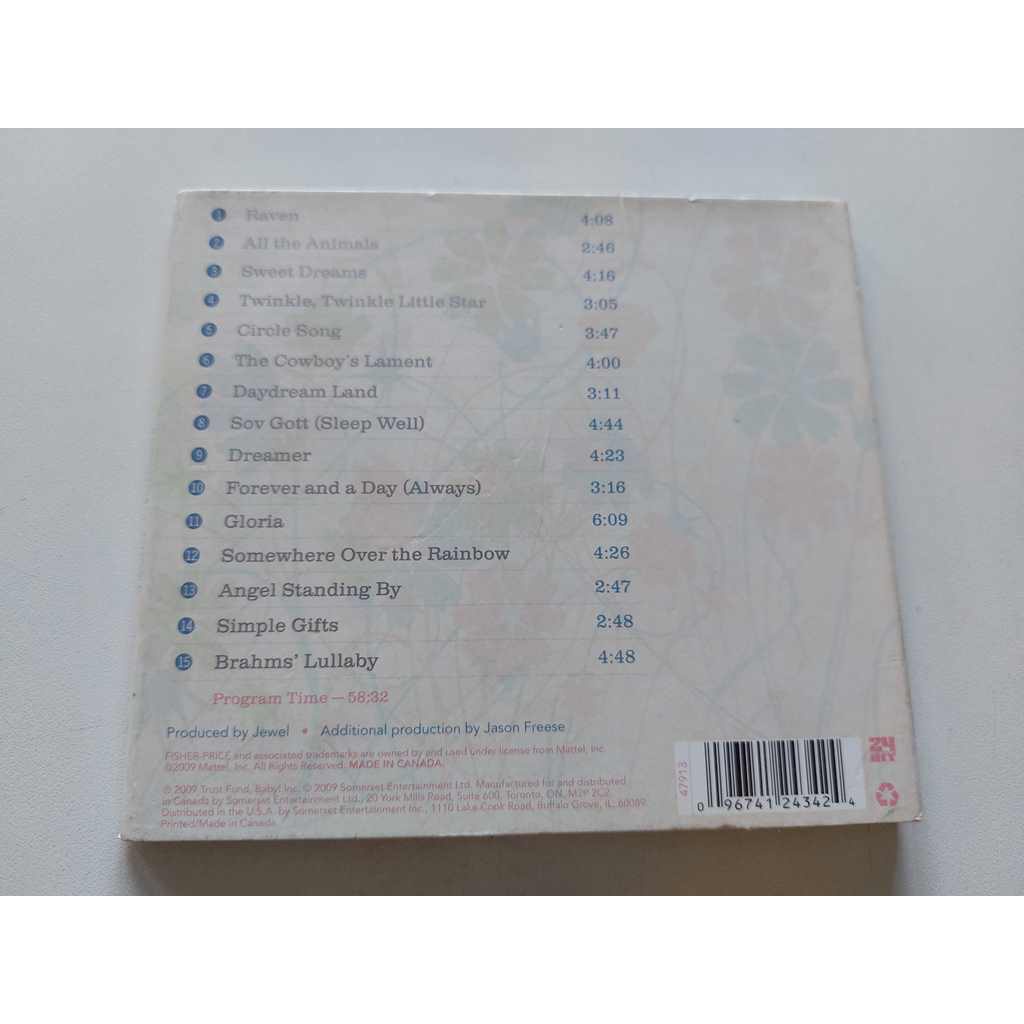 1 Raven 4:08
2 All the Animals 2:46
3 Sweet Dreams 4:16
4 Twinkle, Twinkle Little Star 3:05
5 Circle Song 3:47
6 The Cowboy's Lament 4:00
7 Daydream Land 3:11
8 Sov Gott (Sleep Well) 4:44
9 Dreamer 4:23
10 Forever and a Day (Always) 3:16
11 Gloria 6:09
12 Somewhere Over the Rainbow 4:26
13 Angel Standing By 2:47
14 Simple Gifts 2:48
15 Brahms' Lullaby 4:48
Program Time — 58:32
Produced by Jewel • Additional production by Jason Freese
FISHER-PRICE and associated trademarks are owned by and used under license from Mattel, Inc.
©2009 Mattel, Inc. All Rights Reserved. MADE IN CANADA.
© 2009 Trust Fund, Baby! Inc. © 2009 Somerset Entertainment Ltd. Manufactured for and distributed
in Canada by Somerset Entertainment Ltd., 20 York Mills Road, Suite 600, Toronto, ON, M2P 2C2.
Distributed in the U.S.A. by Somerset Entertainment Inc., 1110 Lake Cook Road, Buffalo Grove, IL, 60089.
Printed/Made in Canada
47913
0 96741 24342 4
24
BIT